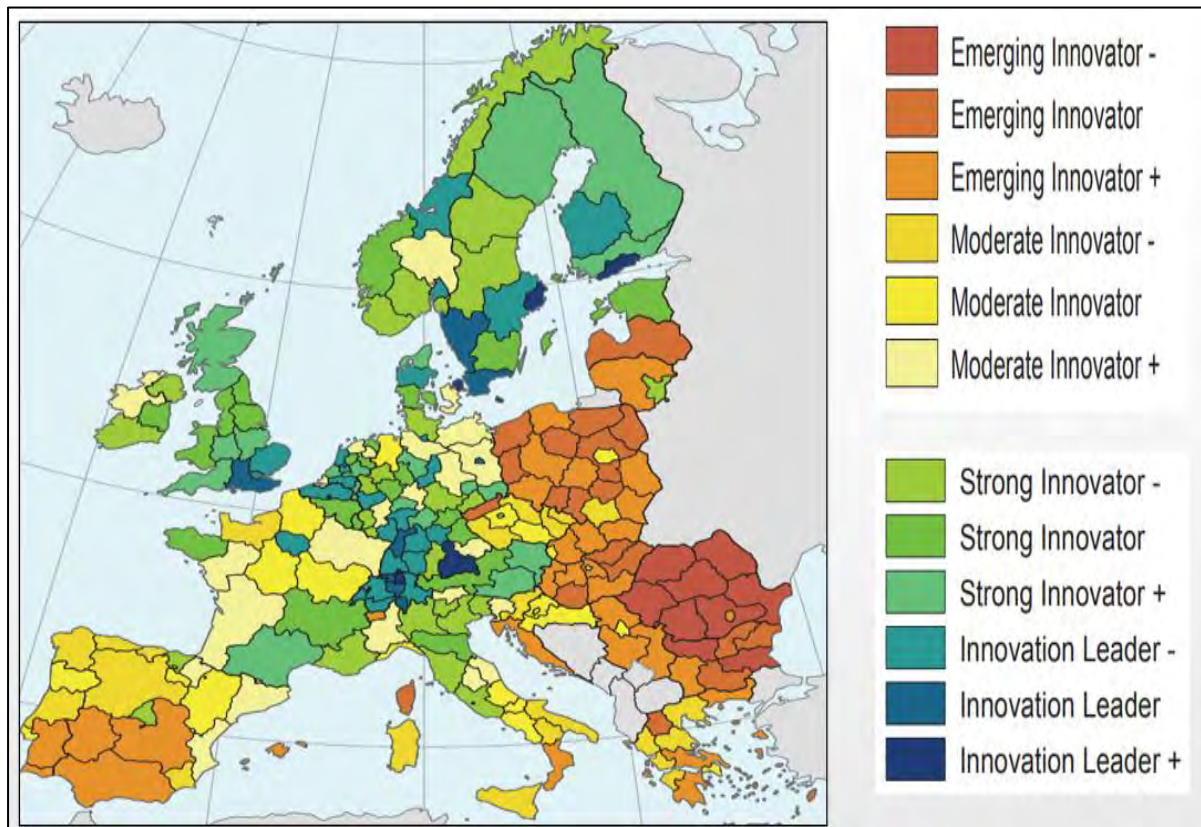 Emerging Innovator -
Emerging Innovator
Emerging Innovator +
Moderate Innovator -
Moderate Innovator
Moderate Innovator +
Strong Innovator -
Strong Innovator
Strong Innovator +
Innovation Leader -
Innovation Leader
Innovation Leader +